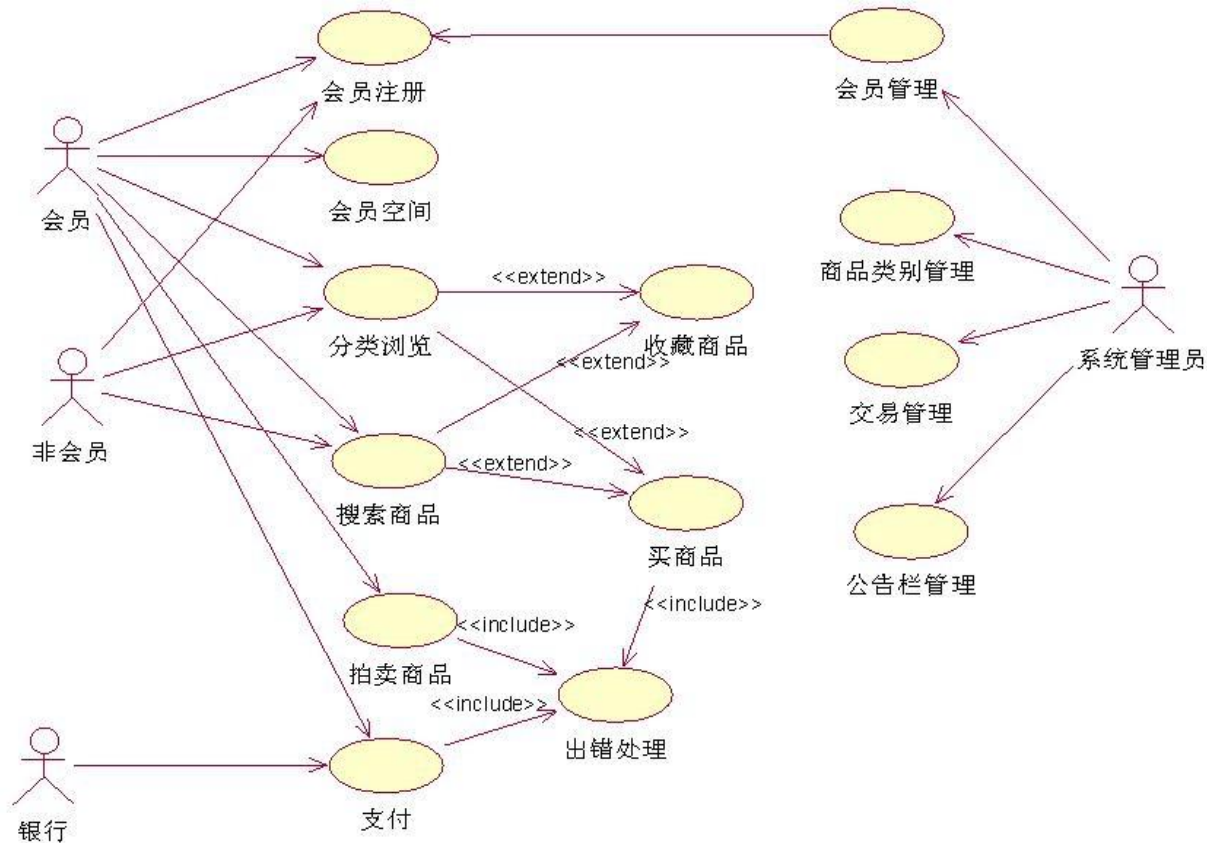 会员注册
会员管理
会员
会员空间
商品类别管理
<<extend>>
分类浏览
收藏商品
系统管理员
<<extend>>
非会员
交易管理
<<extend>>
<<extend>>
搜索商品
买商品
公告栏管理
<<include>>
<<include>>
拍卖商品
<<include>>
出错处理
支付
银行